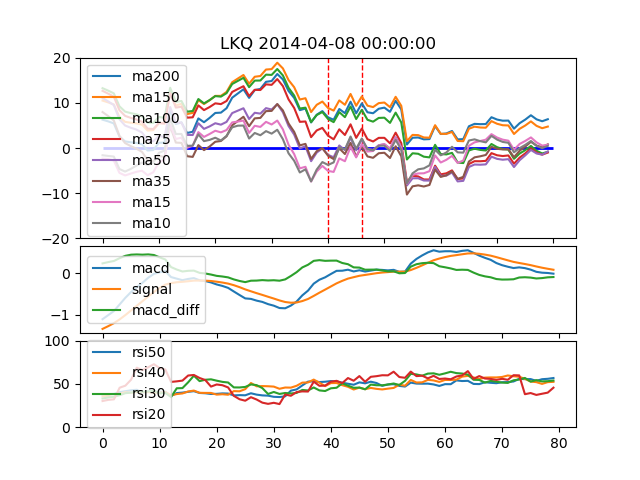 LKQ 2014-04-08 00:00:00
20
10
0
−10
−20
ma200
ma150
ma100
ma75
ma50
ma35
ma15
ma10
0
−1
macd
signal
macd_diff
100
50
0
rsi50
rsi40
rsi30
rsi20
0 10 20 30 40 50 60 70 80